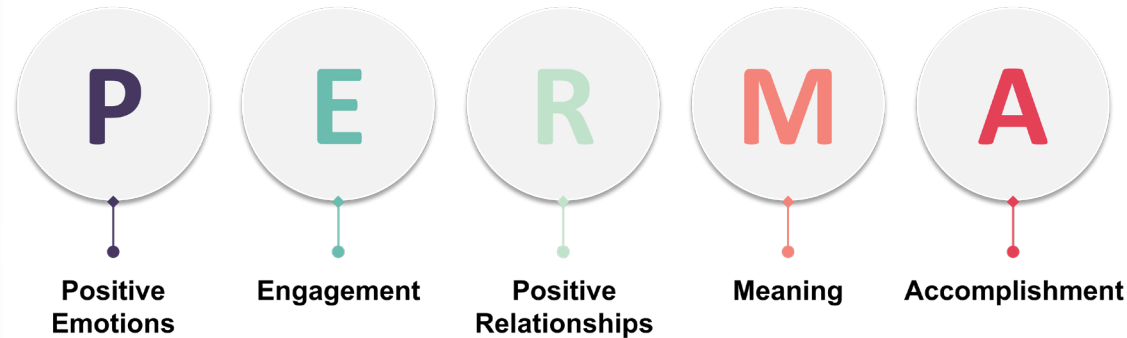 P E R M A
Positive Emotions
Engagement
Positive Relationships
Meaning
Accomplishment